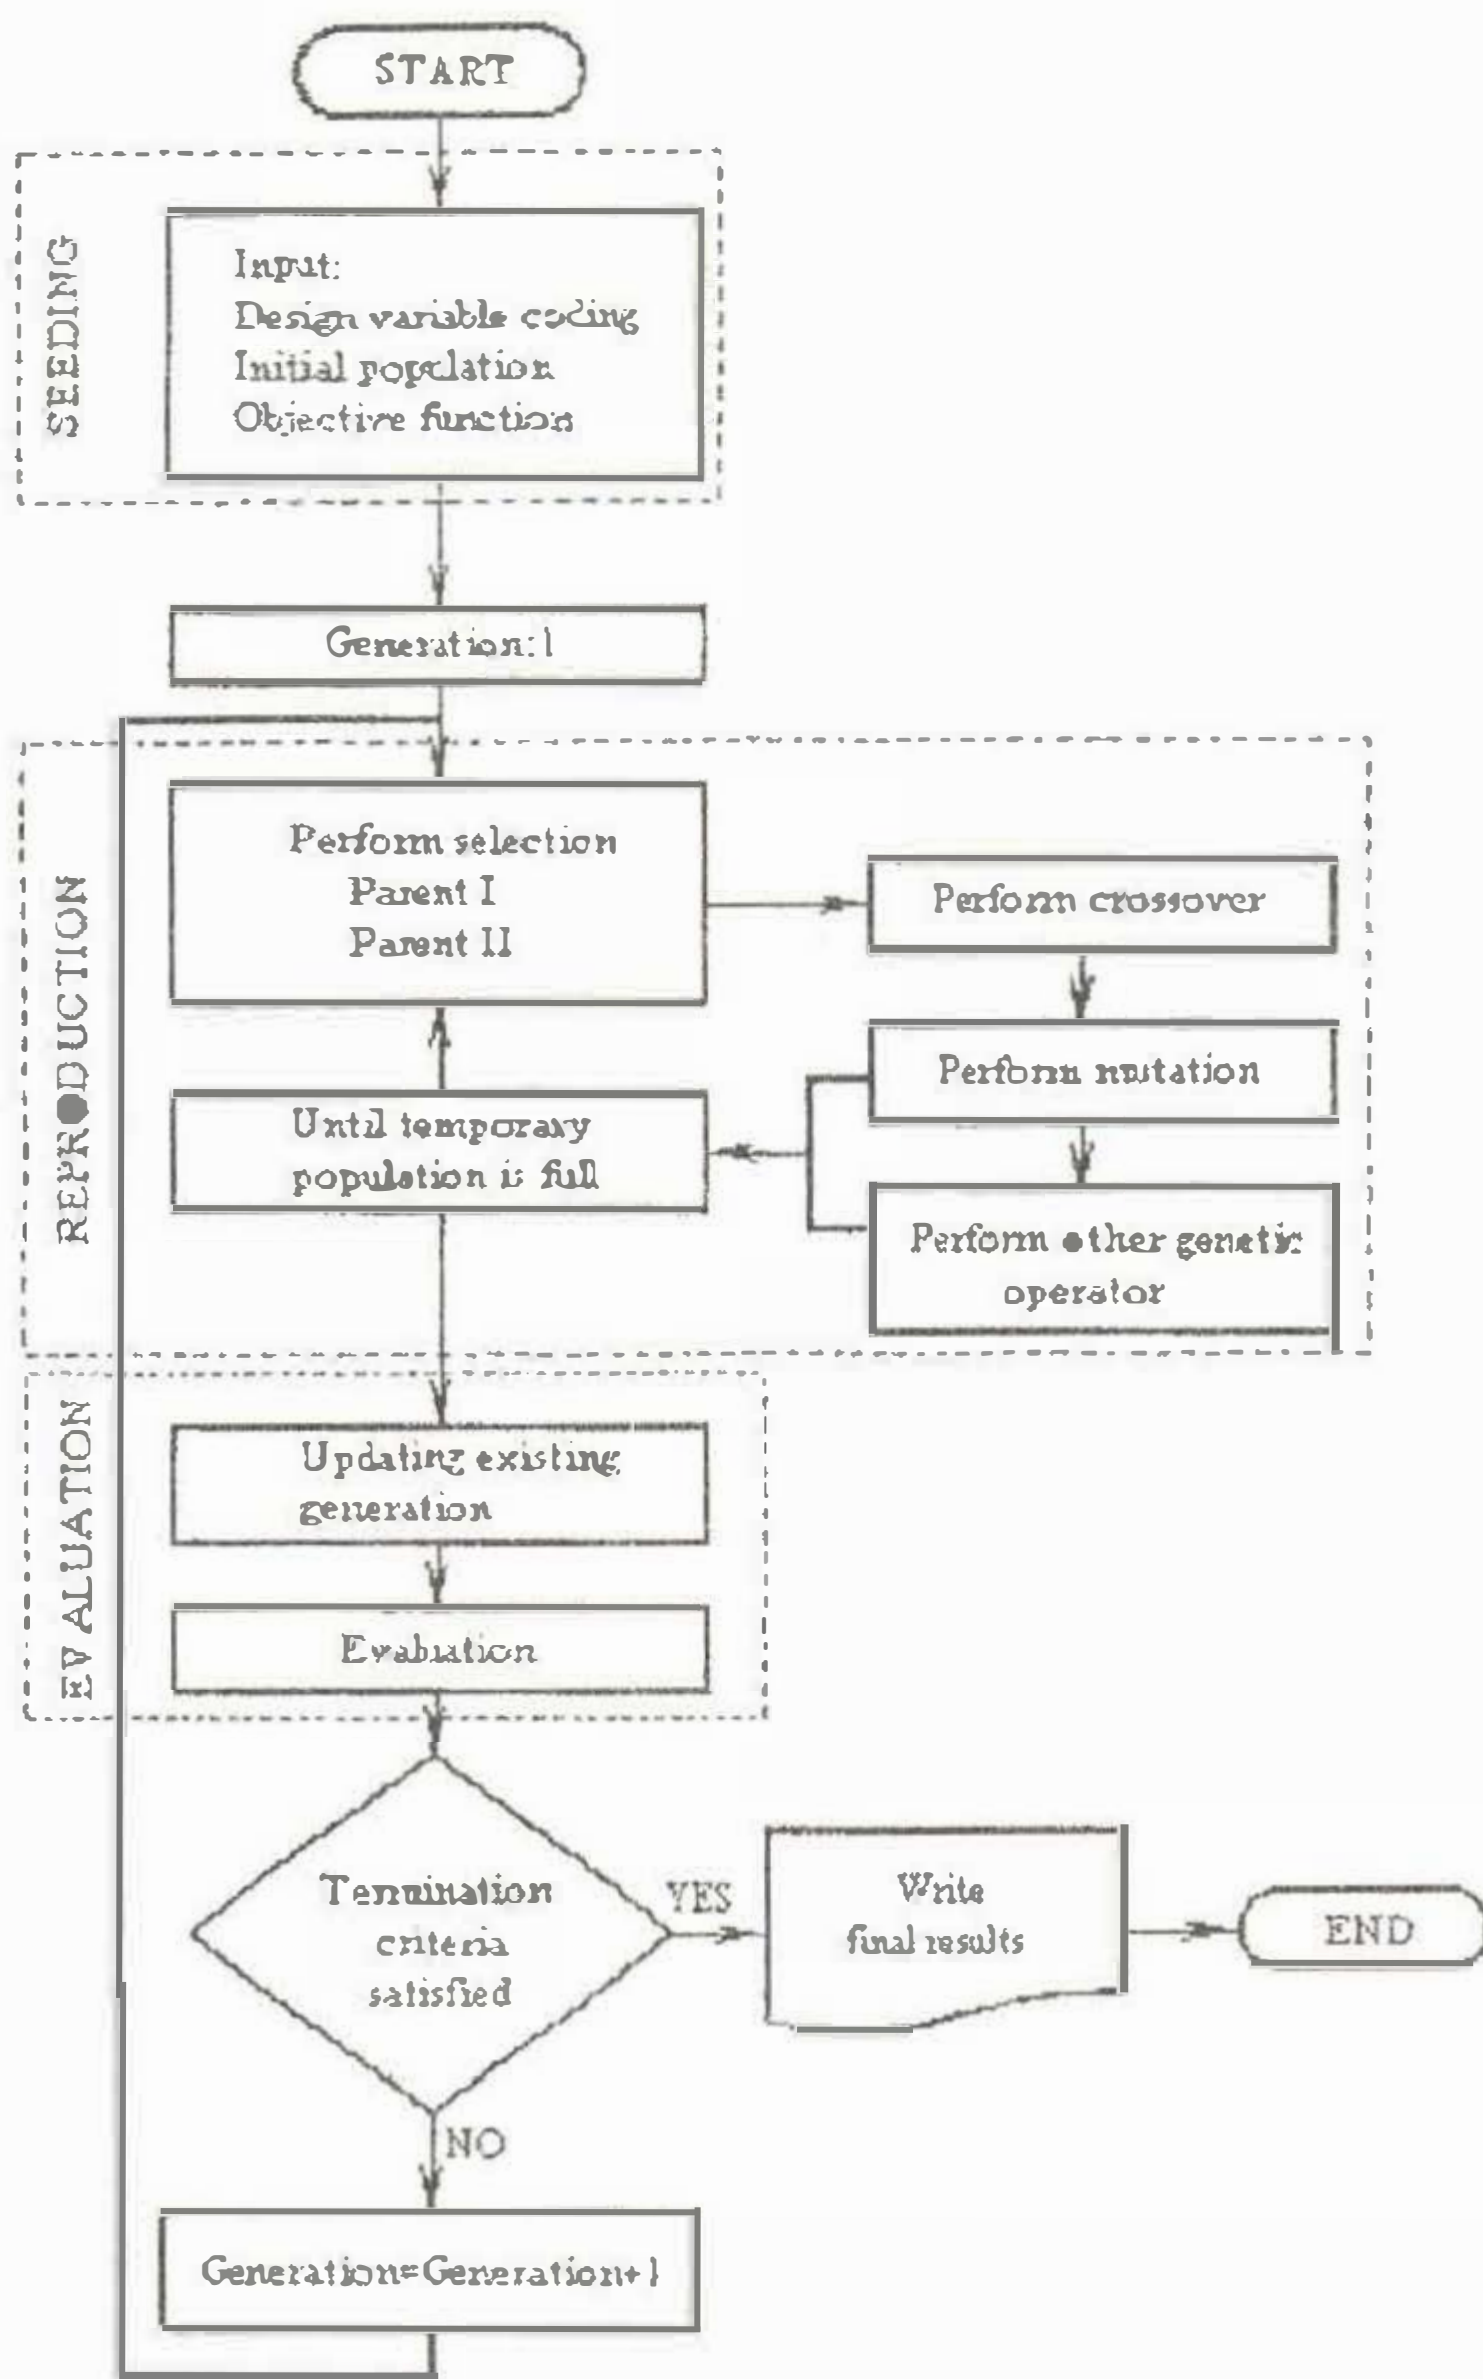 START
SEEDING
Input:
Design variable coding
Initial population
Objective function
Generation:1
REPRODUCTION
Perform selection
Parent I
Parent II
Perform crossover
Perform mutation
Until temporary
population is full
Perform other genetic
operator
EVALUATION
Updating existing
generation
Evaluation
Termination
criteria
satisfied
YES
Write
final results
END
NO
Generation=Generation+1